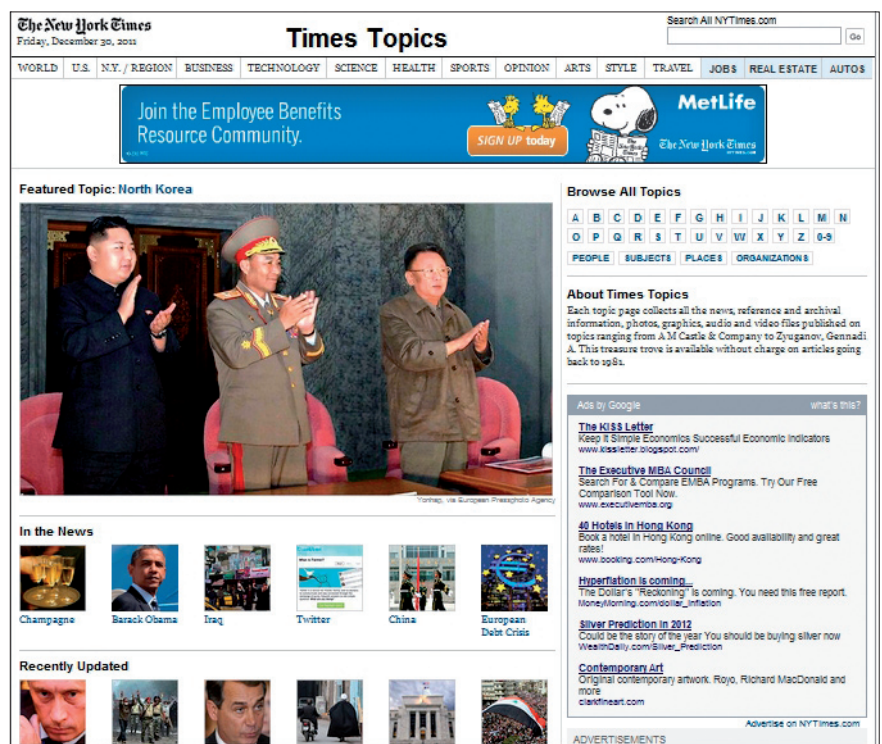 The New York Times
Friday, December 30, 2011
Times Topics
Search All NYTimes.com
Go
WORLD U.S. N.Y. / REGION BUSINESS TECHNOLOGY SCIENCE HEALTH SPORTS OPINION ARTS STYLE TRAVEL JOBS REAL ESTATE AUTOS
Join the Employee Benefits
Resource Community.
SIGN UP today
MetLife
The New York Times
Featured Topic: North Korea
Yonhap, via European Pressphoto Agency
In the News
Champagne
Barack Obama
Iraq
Twitter
China
European
Debt Crisis
Recently Updated
Browse All Topics
A B C D E F G H I J K L M N
O P Q R S T U V W X Y Z 0-9
PEOPLE SUBJECTS PLACES ORGANIZATIONS
About Times Topics
Each topic page collects all the news, reference and archival
information, photos, graphics, audio and video files published on
topics ranging from A M Castle & Company to Zyuganov, Gennadi
A. This treasure trove is available without charge on articles going
back to 1981.
Ads by Google what's this?
The KISS Letter
Keep It Simple Economics Successful Economic Indicators
www.kissletter.blogspot.com/
The Executive MBA Council
Search For & Compare EMBA Programs. Try Our Free
Comparison Tool Now.
www.executivemba.org
40 Hotels in Hong Kong
Book a hotel in Hong Kong online. Good availability and great
rates!
www.booking.com/Hong-Kong
Hyperflation is coming...
The Dollar's "Reckoning" is coming. You need this free report.
MoneyMorning.com/dollar_Inflation
Silver Prediction in 2012
Could be the story of the year You should be buying silver now
WealthDaily.com/Silver_Prediction
Contemporary Art
Original contemporary artwork. Royo, Richard MacDonald and
more
clarkfineart.com
Advertise on NYTimes.com
ADVERTISEMENTS